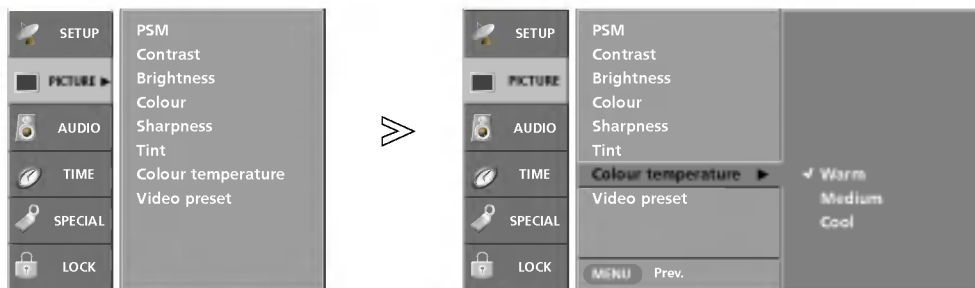 SETUP
PICTURE ►
AUDIO
TIME
SPECIAL
LOCK
PSM
Contrast
Brightness
Colour
Sharpness
Tint
Colour temperature
Video preset
SETUP
PICTURE
AUDIO
TIME
SPECIAL
LOCK
PSM
Contrast
Brightness
Colour
Sharpness
Tint
Colour temperature ►
Video preset
MENU Prev.
✓ Warm
Medium
Cool